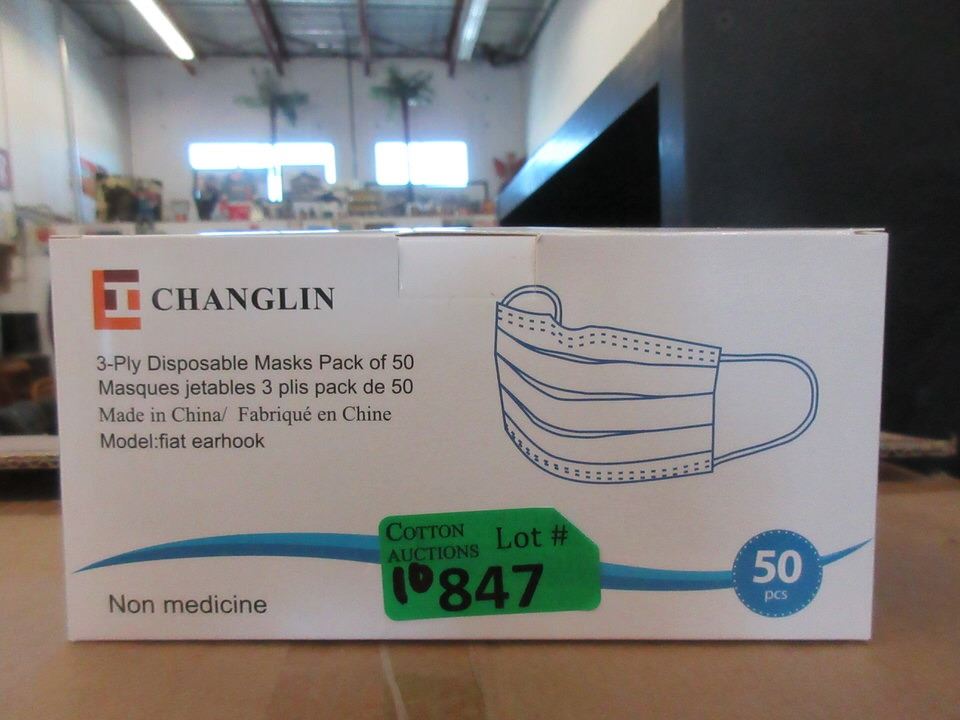 CHANGLIN
3-Ply Disposable Masks Pack of 50
Masques jetables 3 plis pack de 50
Made in China/ Fabriqué en Chine
Model:fiat earhook
COTTON
AUCTIONS
Lot #
10847
50
pcs
Non medicine